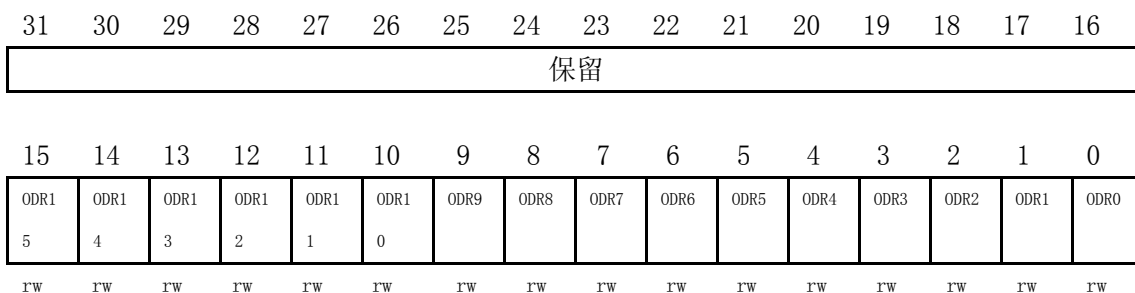 31 30 29 28 27 26 25 24 23 22 21 20 19 18 17 16
保留
15 14 13 12 11 10 9 8 7 6 5 4 3 2 1 0
ODR1 ODR1 ODR1 ODR1 ODR1 ODR1 ODR9 ODR8 ODR7 ODR6 ODR5 ODR4 ODR3 ODR2 ODR1 ODR0
5 4 3 2 1 0
rw rw rw rw rw rw rw rw rw rw rw rw rw rw rw rw